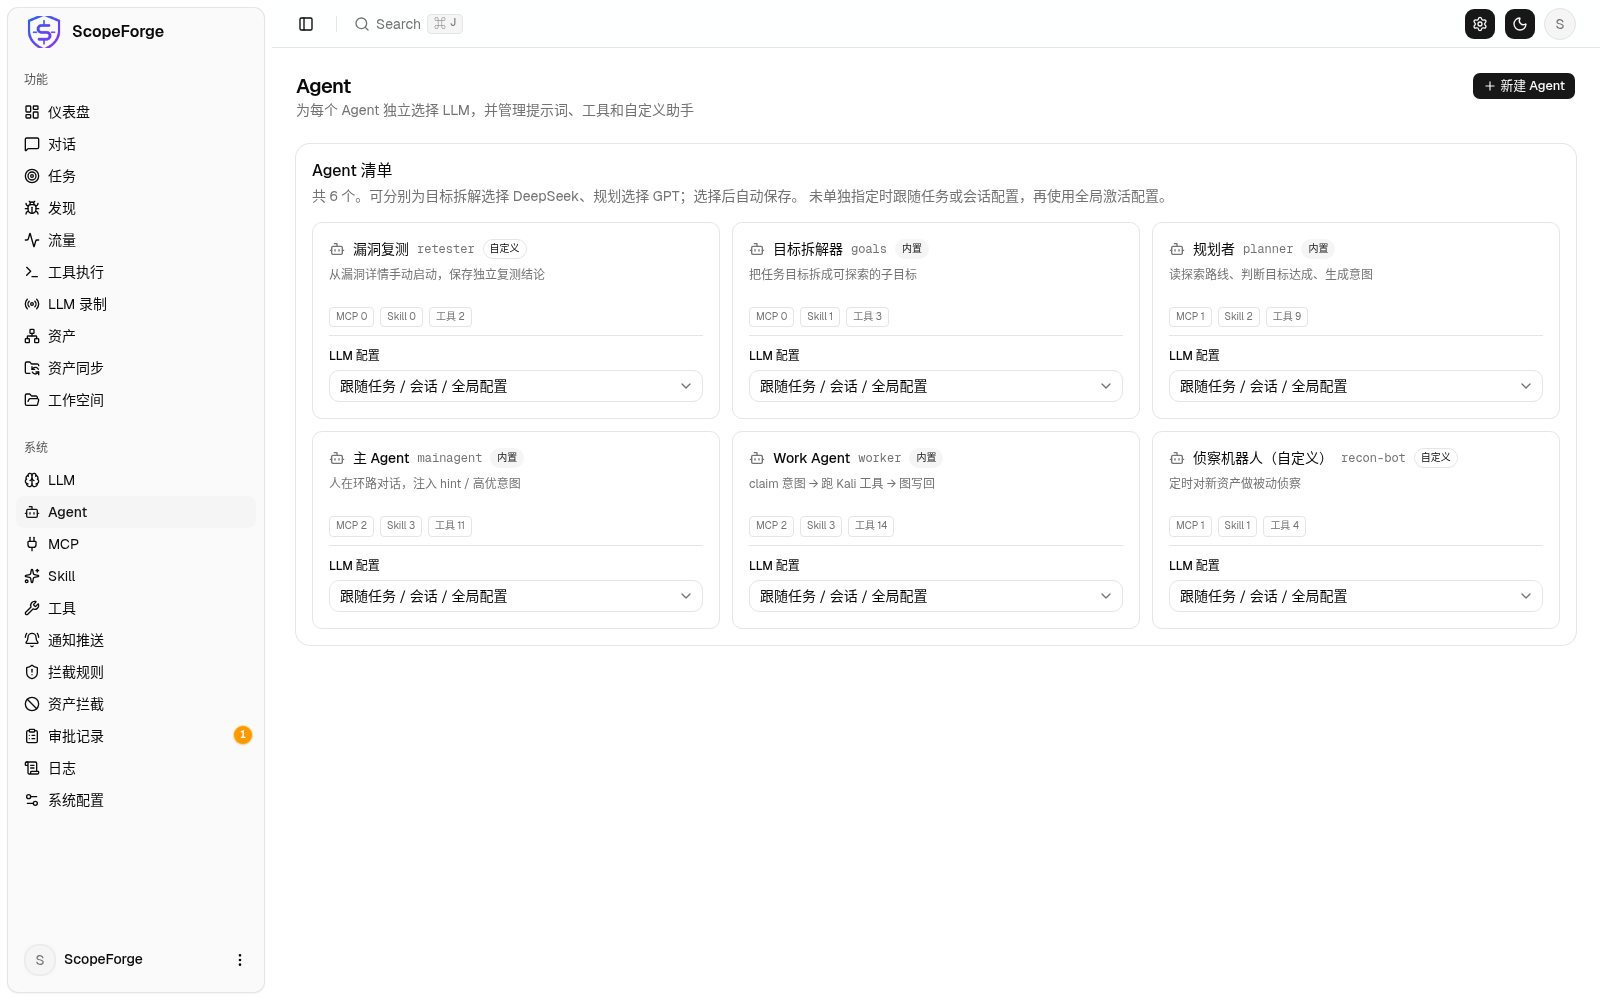 ScopeForge
功能
仪表盘
对话
任务
发现
流量
工具执行
LLM 录制
资产
资产同步
工作空间
系统
LLM
Agent
MCP
Skill
工具
通知推送
拦截规则
资产拦截
审批记录 1
日志
系统配置
S ScopeForge
Search ⌘ J
S
Agent
为每个 Agent 独立选择 LLM，并管理提示词、工具和自定义助手
新建 Agent
Agent 清单
共 6 个。可分别为目标拆解选择 DeepSeek、规划选择 GPT；选择后自动保存。 未单独指定时跟随任务或会话配置，再使用全局激活配置。
漏洞复测 retester 自定义
从漏洞详情手动启动，保存独立复测结论
MCP 0 Skill 0 工具 2
LLM 配置
跟随任务 / 会话 / 全局配置
目标拆解器 goals 内置
把任务目标拆成可探索的子目标
MCP 0 Skill 1 工具 3
LLM 配置
跟随任务 / 会话 / 全局配置
规划者 planner 内置
读探索路线、判断目标达成、生成意图
MCP 1 Skill 2 工具 9
LLM 配置
跟随任务 / 会话 / 全局配置
主 Agent mainagent 内置
人在环路对话，注入 hint / 高优意图
MCP 2 Skill 3 工具 11
LLM 配置
跟随任务 / 会话 / 全局配置
Work Agent worker 内置
claim 意图 → 跑 Kali 工具 → 图写回
MCP 2 Skill 3 工具 14
LLM 配置
跟随任务 / 会话 / 全局配置
侦察机器人（自定义） recon-bot 自定义
定时对新资产做被动侦察
MCP 1 Skill 1 工具 4
LLM 配置
跟随任务 / 会话 / 全局配置